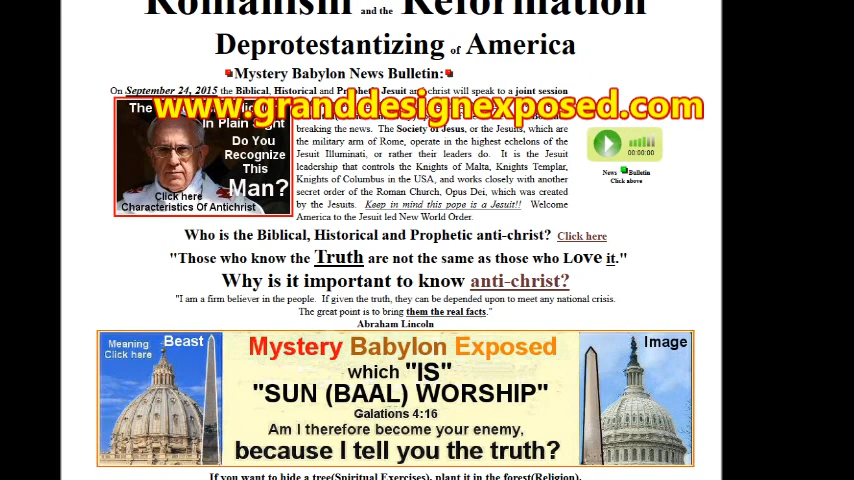 Romanism and the Reformation
Deprotestantizing of America
Mystery Babylon News Bulletin:
On September 24, 2015 the Biblical, Historical and Prophetic Jesuit antichrist will speak to a joint session
www.granddesignexposed.com
The
In Plain Sight
Do You
Recognize
This
Man?
Click here
Characteristics Of Antichrist
breaking the news. The Society of Jesus, or the Jesuits, which are
the military arm of Rome, operate in the highest echelons of the
Jesuit Illuminati, or rather their leaders do. It is the Jesuit
leadership that controls the Knights of Malta, Knights Templar,
Knights of Columbus in the USA, and works closely with another
secret order of the Roman Church, Opus Dei, which was created
by the Jesuits. Keep in mind this pope is a Jesuit!! Welcome
America to the Jesuit led New World Order.
00:00:00
News Bulletin
Click above
Who is the Biblical, Historical and Prophetic anti-christ? Click here
"Those who know the Truth are not the same as those who Love it."
Why is it important to know anti-christ?
"I am a firm believer in the people. If given the truth, they can be depended upon to meet any national crisis.
The great point is to bring them the real facts."
Abraham Lincoln
Meaning
Click here
Beast
Mystery Babylon Exposed
which "IS"
"SUN (BAAL) WORSHIP"
Galations 4:16
Am I therefore become your enemy,
because I tell you the truth?
Image
If you want to hide a tree(Spiritual Exercises), plant it in the forest(Religion).